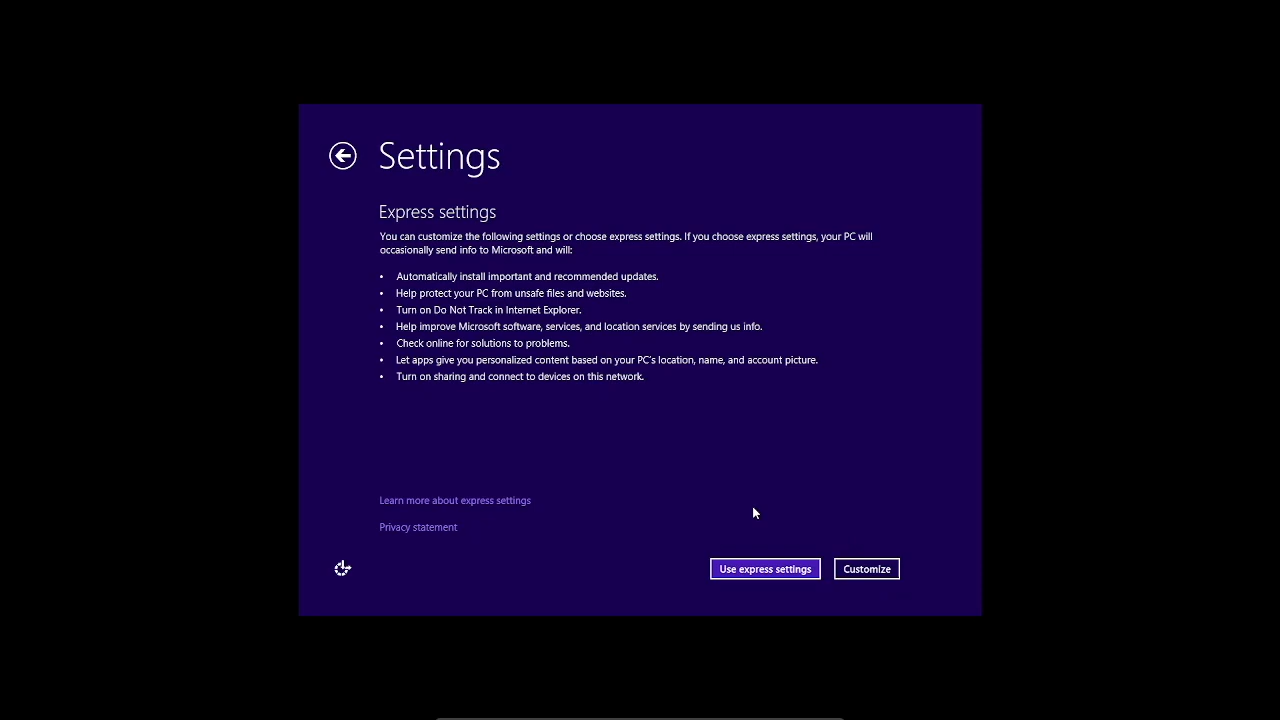 Settings
Express settings
You can customize the following settings or choose express settings. If you choose express settings, your PC will
occasionally send info to Microsoft and will:
• Automatically install important and recommended updates.
• Help protect your PC from unsafe files and websites.
• Turn on Do Not Track in Internet Explorer.
• Help improve Microsoft software, services, and location services by sending us info.
• Check online for solutions to problems.
• Let apps give you personalized content based on your PC's location, name, and account picture.
• Turn on sharing and connect to devices on this network.
Learn more about express settings
Privacy statement
Use express settings
Customize